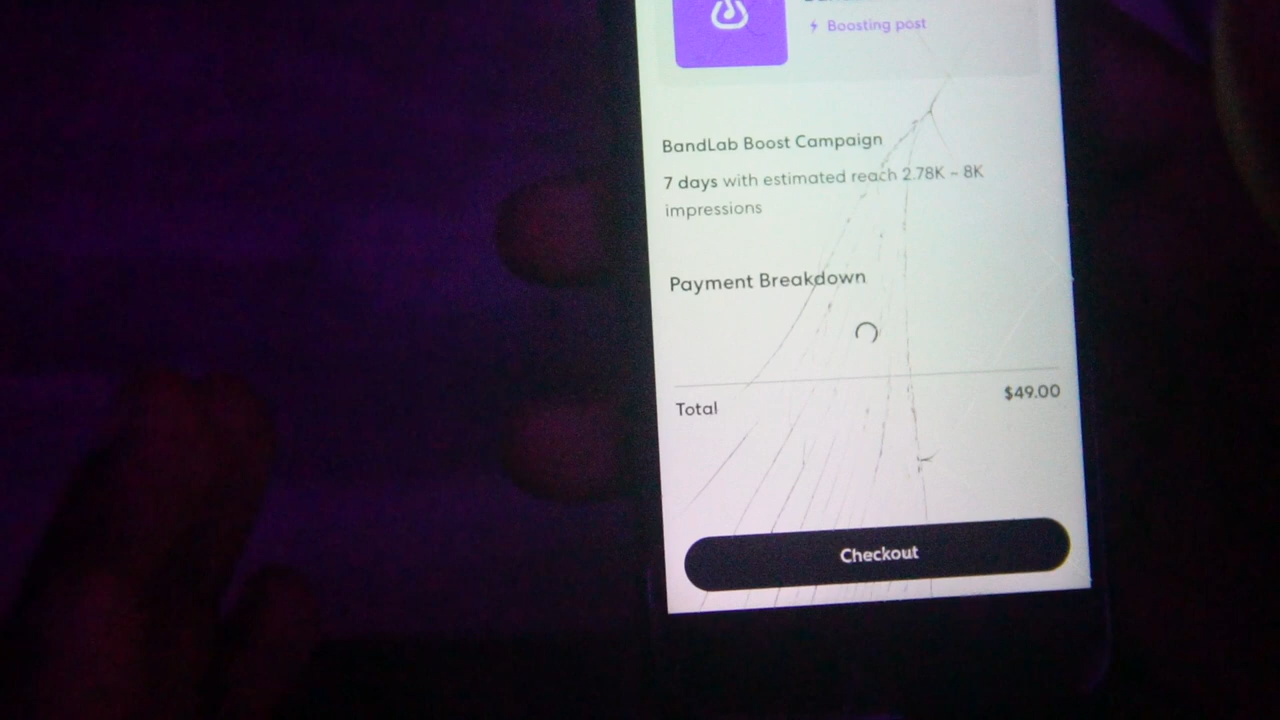 Boosting post
BandLab Boost Campaign
7 days with estimated reach 2.78K – 8K
impressions
Payment Breakdown
Total
$49.00
Checkout